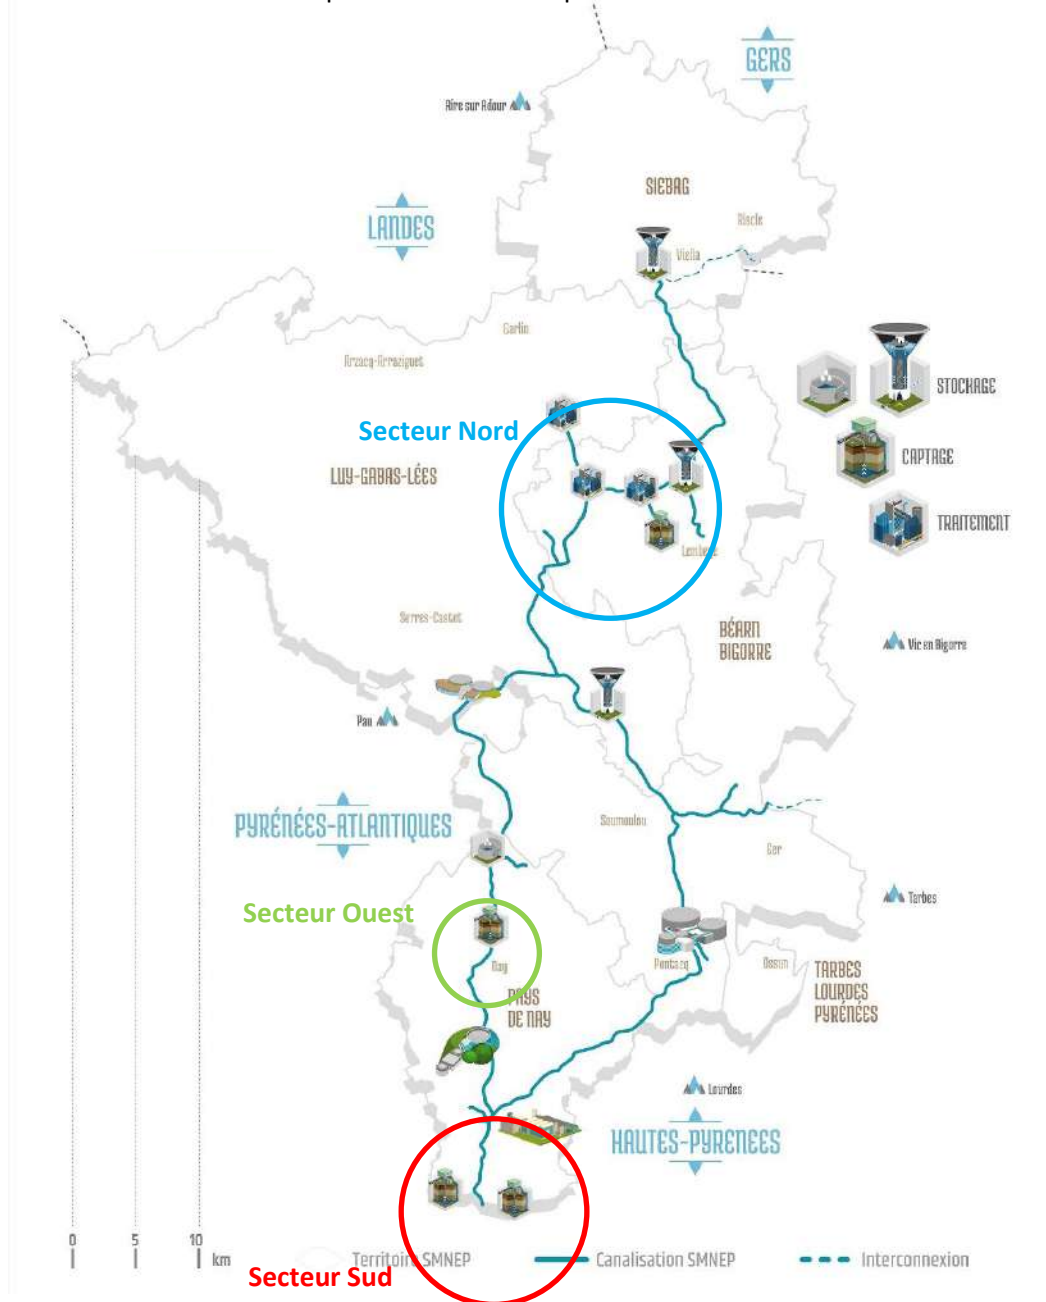 GERS
Aire sur Adour
SIEBAG
Riscle
LANDES
Viella
Garlin
Arzacq-Arraziguet
STOCKAGE
Secteur Nord
CAPTAGE
LUY-GABAS-LÉES
TRAITEMENT
Lembeye
Serres-Castet
BÉARN
BIGORRE
Vic en Bigorre
Pau
PYRÉNÉES-ATLANTIQUES
Soumoulou
Ger
Tarbes
Secteur Ouest
Nay
Pontacq
Ossun
TARBES
LOURDES
PYRÉNÉES
PAYS
DE NAY
Lourdes
HAUTES-PYRENEES
0
5
10
km
Territoire SMNEP
Canalisation SMNEP
Interconnexion
Secteur Sud